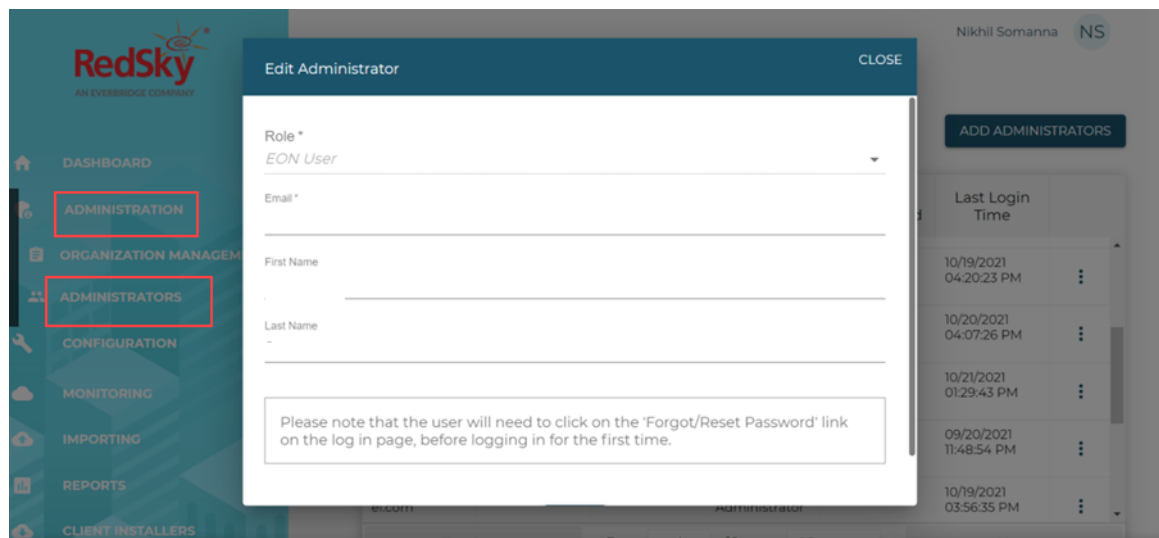 Nikhil Somanna NS
RedSky
AN EVERBRIDGE COMPANY
Edit Administrator
CLOSE
ADD ADMINISTRATORS
DASHBOARD
ADMINISTRATION
ORGANIZATION MANAGEM
ADMINISTRATORS
CONFIGURATION
MONITORING
IMPORTING
REPORTS
CLIENT INSTALLERS
Role *
EON User
Email *
First Name
Last Name
Please note that the user will need to click on the 'Forgot/Reset Password' link
on the log in page, before logging in for the first time.
Last Login
Time
10/19/2021
04:20:23 PM
10/20/2021
04:07:26 PM
10/21/2021
01:29:43 PM
09/20/2021
11:48:54 PM
10/19/2021
03:56:35 PM
el.com
Administrator